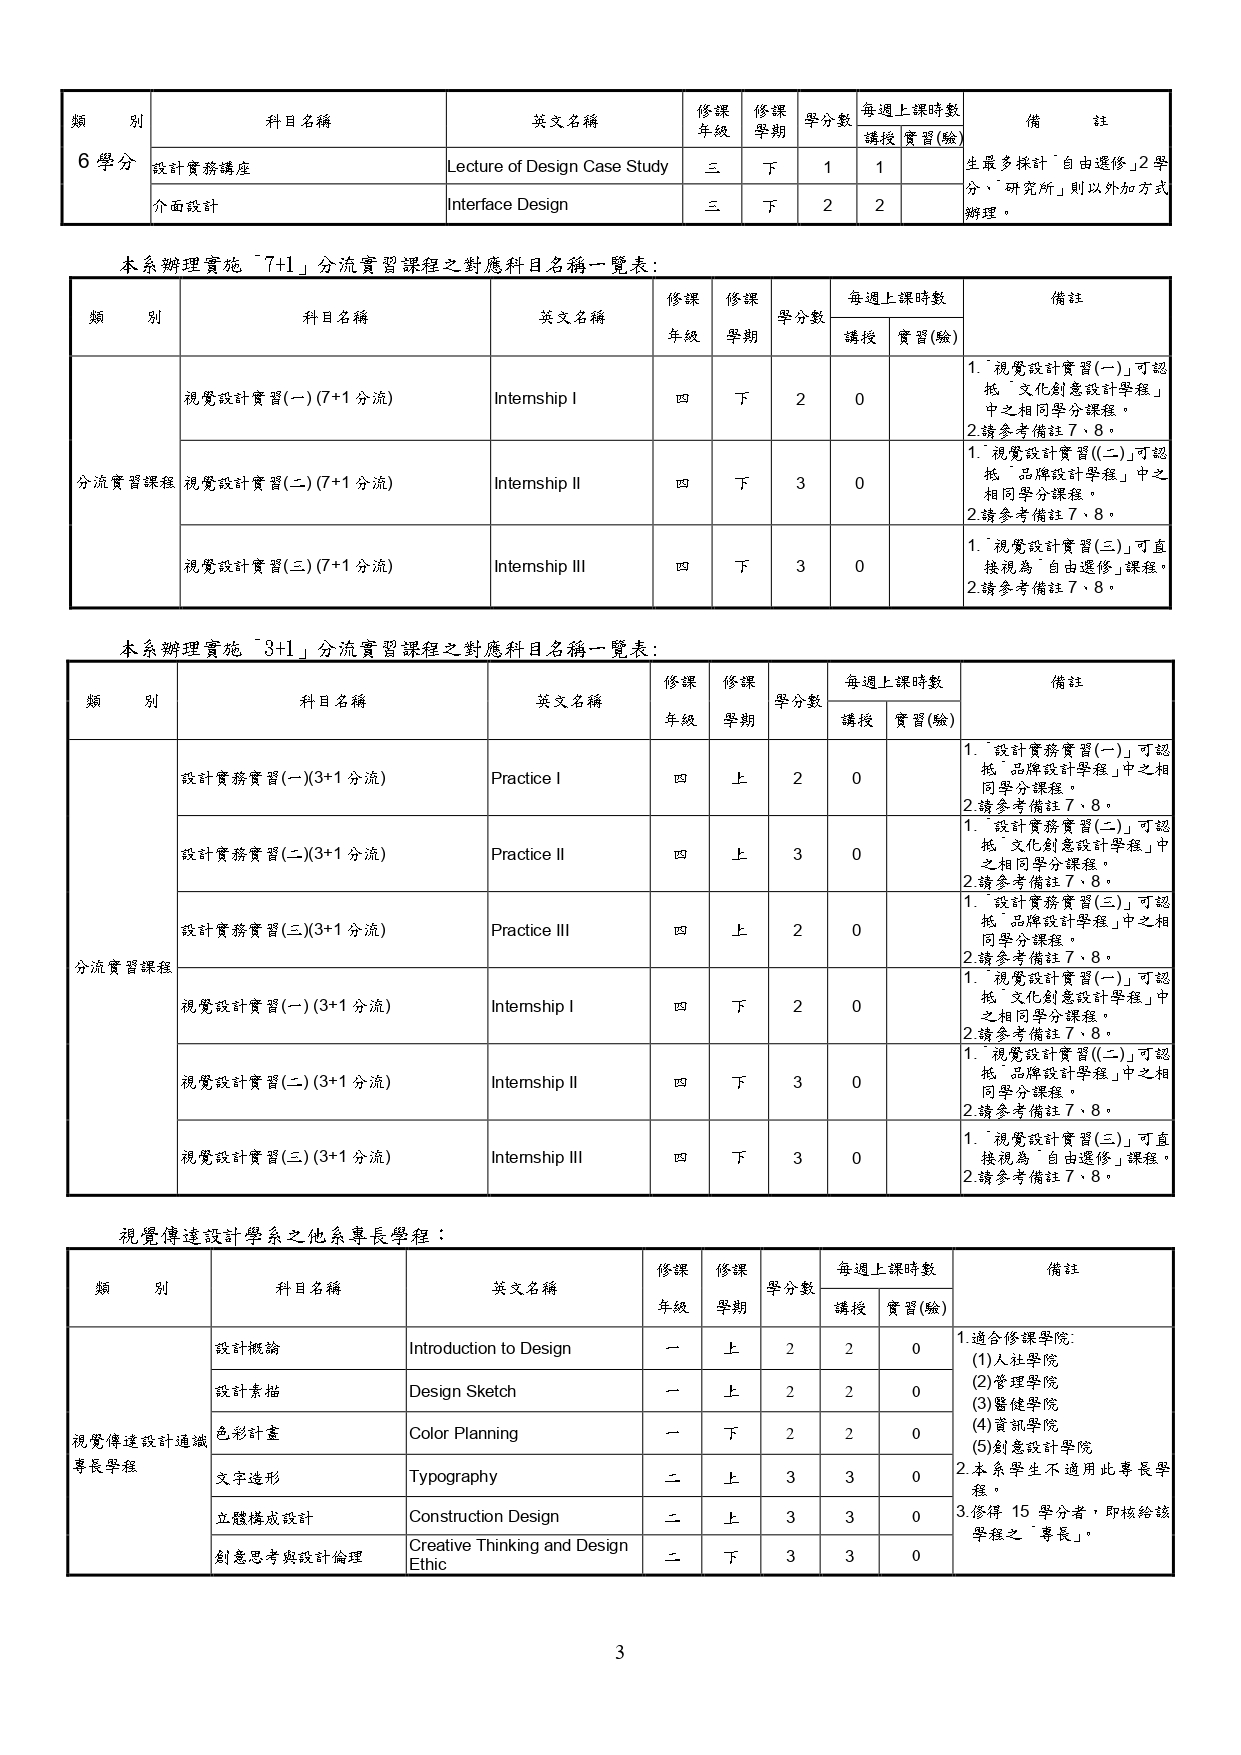 類 別 科目名稱 英文名稱 修課年級 修課學期 學分數 每週上課時數 備 註
講授 實習(驗)
6 學分
設計實務講座 Lecture of Design Case Study 三 下 1 1
介面設計 Interface Design 三 下 2 2
生最多採計「自由選修」2 學
分、「研究所」則以外加方式
辦理。
本系辦理實施「7+1」分流實習課程之對應科目名稱一覽表:
類 別 科目名稱 英文名稱 修課年級 修課學期 學分數 每週上課時數 備註
講授 實習(驗)
分流實習課程
視覺設計實習(一) (7+1 分流) Internship I 四 下 2 0
1.「視覺設計實習(一)」可認
抵「文化創意設計學程」
中之相同學分課程。
2.請參考備註 7、8。
視覺設計實習(二) (7+1 分流) Internship II 四 下 3 0
1.「視覺設計實習((二)」可認
抵「品牌設計學程」中之
相同學分課程。
2.請參考備註 7、8。
視覺設計實習(三) (7+1 分流) Internship III 四 下 3 0
1.「視覺設計實習(三)」可直
接視為「自由選修」課程。
2.請參考備註 7、8。
本系辦理實施「3+1」分流實習課程之對應科目名稱一覽表:
類 別 科目名稱 英文名稱 修課年級 修課學期 學分數 每週上課時數 備註
講授 實習(驗)
分流實習課程
設計實務實習(一)(3+1 分流) Practice I 四 上 2 0
1.「設計實務實習(一)」可認
抵「品牌設計學程」中之相
同學分課程。
2.請參考備註 7、8。
設計實務實習(二)(3+1 分流) Practice II 四 上 3 0
1.「設計實務實習(二)」可認
抵「文化創意設計學程」中
之相同學分課程。
2.請參考備註 7、8。
設計實務實習(三)(3+1 分流) Practice III 四 上 2 0
1.「設計實務實習(三)」可認
抵「品牌設計學程」中之相
同學分課程。
2.請參考備註 7、8。
視覺設計實習(一) (3+1 分流) Internship I 四 下 2 0
1.「視覺設計實習(一)」可認
抵「文化創意設計學程」中
之相同學分課程。
2.請參考備註 7、8。
視覺設計實習(二) (3+1 分流) Internship II 四 下 3 0
1.「視覺設計實習((二)」可認
抵「品牌設計學程」中之相
同學分課程。
2.請參考備註 7、8。
視覺設計實習(三) (3+1 分流) Internship III 四 下 3 0
1.「視覺設計實習(三)」可直
接視為「自由選修」課程。
2.請參考備註 7、8。
視覺傳達設計學系之他系專長學程：
類 別 科目名稱 英文名稱 修課年級 修課學期 學分數 每週上課時數 備註
講授 實習(驗)
視覺傳達設計通識
專長學程
設計概論 Introduction to Design 一 上 2 2 0
設計素描 Design Sketch 一 上 2 2 0
色彩計畫 Color Planning 一 下 2 2 0
文字造形 Typography 二 上 3 3 0
立體構成設計 Construction Design 二 上 3 3 0
創意思考與設計倫理 Creative Thinking and Design Ethic 二 下 3 3 0
1.適合修課學院:
(1)人社學院
(2)管理學院
(3)醫健學院
(4)資訊學院
(5)創意設計學院
2.本系學生不適用此專長學
程。
3.修得 15 學分者，即核給該
學程之「專長」。
3